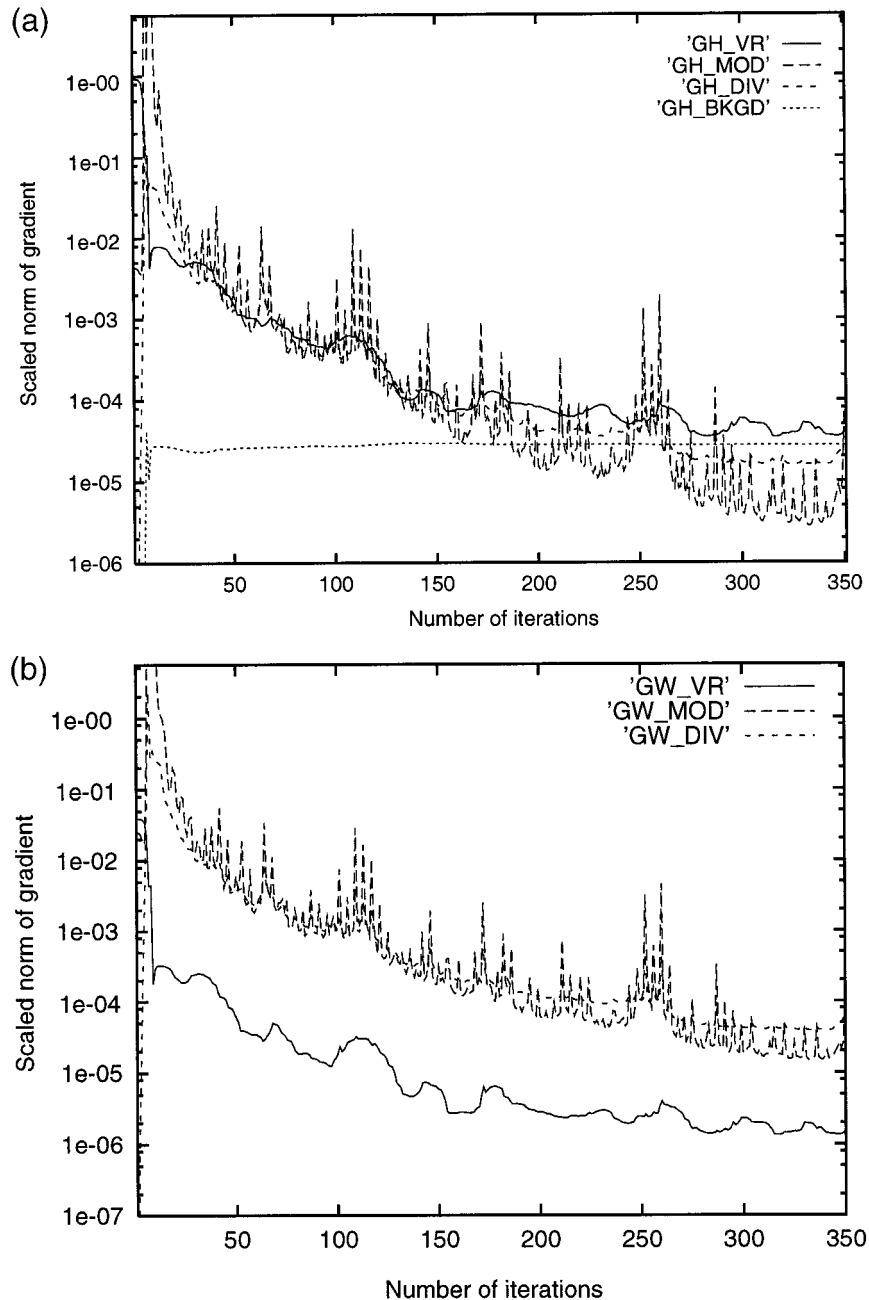 (a)
'GH_VR'
'GH_MOD'
'GH_DIV'
'GH_BKGD'
1e-00
1e-01
1e-02
1e-03
1e-04
1e-05
1e-06
Scaled norm of gradient
50 100 150 200 250 300 350
Number of iterations
(b)
'GW_VR'
'GW_MOD'
'GW_DIV'
1e-00
1e-01
1e-02
1e-03
1e-04
1e-05
1e-06
1e-07
Scaled norm of gradient
50 100 150 200 250 300 350
Number of iterations